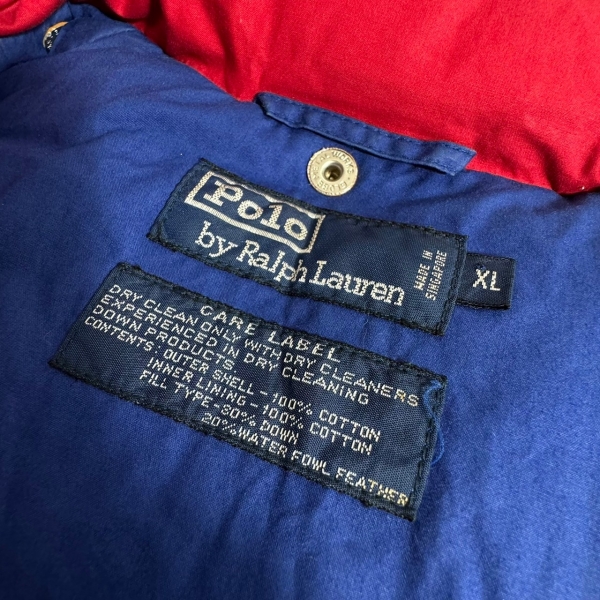 Polo
by Ralph Lauren
MADE IN
SINGAPORE
XL
CARE LABEL
DRY CLEAN ONLY WITH DRY CLEANERS
EXPERIENCED IN DRY CLEANING
DOWN PRODUCTS
CONTENTS: OUTER SHELL-100% COTTON
INNER LINING-100% COTTON
FILL TYPE-80% DOWN
20% WATER FOWL FEATHER